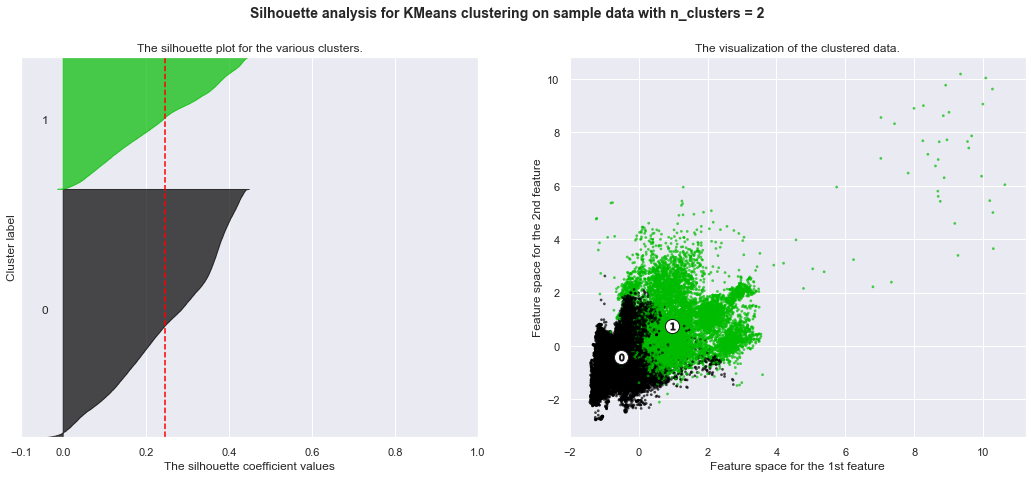 Silhouette analysis for KMeans clustering on sample data with n_clusters = 2
The silhouette plot for the various clusters.
1
0
Cluster label
−0.1 0.0 0.2 0.4 0.6 0.8 1.0
The silhouette coefficient values
The visualization of the clustered data.
10
8
6
4
2
0
−2
Feature space for the 2nd feature
1
0
−2 0 2 4 6 8 10
Feature space for the 1st feature